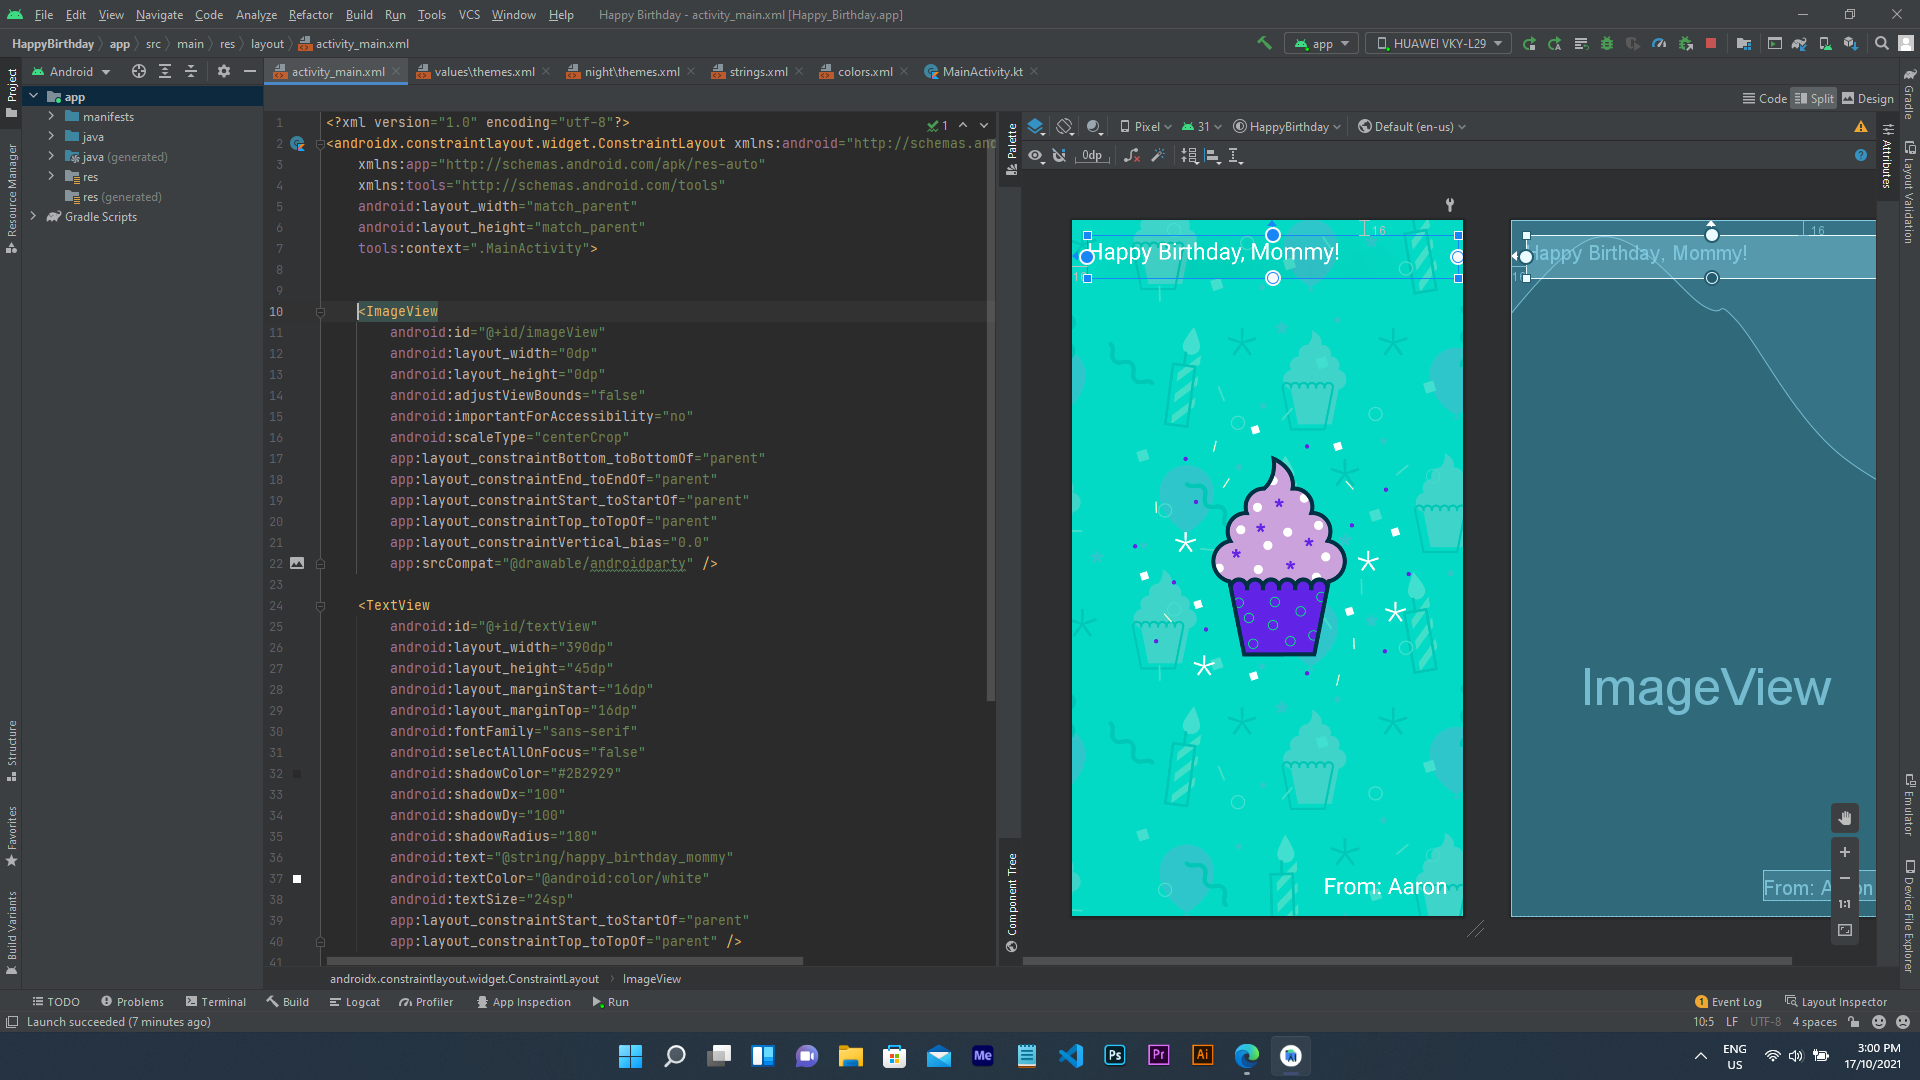 File Edit View Navigate Code Analyze Refactor Build Run Tools VCS Window Help Happy Birthday - activity_main.xml [Happy_Birthday.app]
HappyBirthday app src main res layout activity_main.xml app HUAWEI VKY-L29
Android activity_main.xml values\themes.xml night\themes.xml strings.xml colors.xml MainActivity.kt
Code Split Design
Project
Resource Manager
Structure
Favorites
Build Variants
app
manifests
java
java (generated)
res
res (generated)
Gradle Scripts
1 <?xml version="1.0" encoding="utf-8"?>
2 <androidx.constraintlayout.widget.ConstraintLayout xmlns:android="http://schemas.and
3 xmlns:app="http://schemas.android.com/apk/res-auto"
4 xmlns:tools="http://schemas.android.com/tools"
5 android:layout_width="match_parent"
6 android:layout_height="match_parent"
7 tools:context=".MainActivity">
8
9
10 <ImageView
11 android:id="@+id/imageView"
12 android:layout_width="0dp"
13 android:layout_height="0dp"
14 android:adjustViewBounds="false"
15 android:importantForAccessibility="no"
16 android:scaleType="centerCrop"
17 app:layout_constraintBottom_toBottomOf="parent"
18 app:layout_constraintEnd_toEndOf="parent"
19 app:layout_constraintStart_toStartOf="parent"
20 app:layout_constraintTop_toTopOf="parent"
21 app:layout_constraintVertical_bias="0.0"
22 app:srcCompat="@drawable/androidparty" />
23
24 <TextView
25 android:id="@+id/textView"
26 android:layout_width="390dp"
27 android:layout_height="45dp"
28 android:layout_marginStart="16dp"
29 android:layout_marginTop="16dp"
30 android:fontFamily="sans-serif"
31 android:selectAllOnFocus="false"
32 android:shadowColor="#2B2929"
33 android:shadowDx="100"
34 android:shadowDy="100"
35 android:shadowRadius="180"
36 android:text="@string/happy_birthday_mommy"
37 android:textColor="@android:color/white"
38 android:textSize="24sp"
39 app:layout_constraintStart_toStartOf="parent"
40 app:layout_constraintTop_toTopOf="parent" />
41
1
Palette
Component Tree
Pixel 31 HappyBirthday Default (en-us)
0dp
16
Happy Birthday, Mommy!
From: Aaron
16
Happy Birthday, Mommy!
ImageView
From: Aaron
1:1
Gradle
Attributes
Layout Validation
Emulator
Device File Explorer
androidx.constraintlayout.widget.ConstraintLayout ImageView
TODO Problems Terminal Build Logcat Profiler App Inspection Run 1 Event Log Layout Inspector
Launch succeeded (7 minutes ago) 10:5 LF UTF-8 4 spaces
Me Ps Pr Ai
ENG
US
3:00 PM
17/10/2021